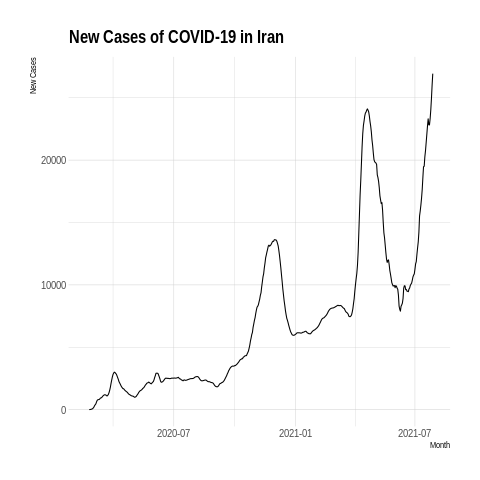 New Cases of COVID-19 in Iran
New Cases
20000
10000
0
2020-07
2021-01
2021-07
Month